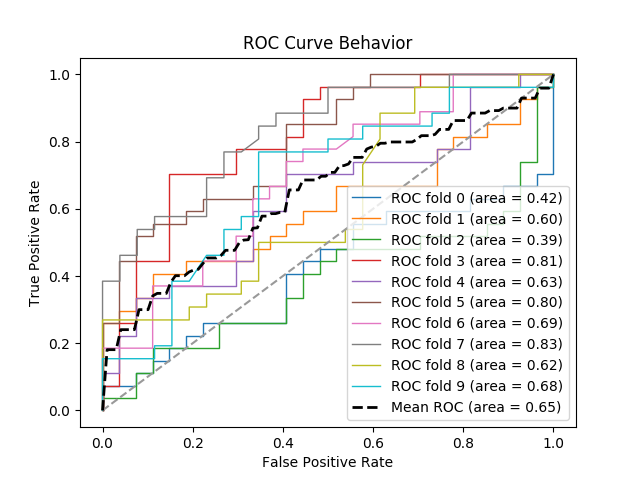 ROC Curve Behavior
True Positive Rate
1.0
0.8
0.6
0.4
0.2
0.0
ROC fold 0 (area = 0.42)
ROC fold 1 (area = 0.60)
ROC fold 2 (area = 0.39)
ROC fold 3 (area = 0.81)
ROC fold 4 (area = 0.63)
ROC fold 5 (area = 0.80)
ROC fold 6 (area = 0.69)
ROC fold 7 (area = 0.83)
ROC fold 8 (area = 0.62)
ROC fold 9 (area = 0.68)
Mean ROC (area = 0.65)
0.0 0.2 0.4 0.6 0.8 1.0
False Positive Rate